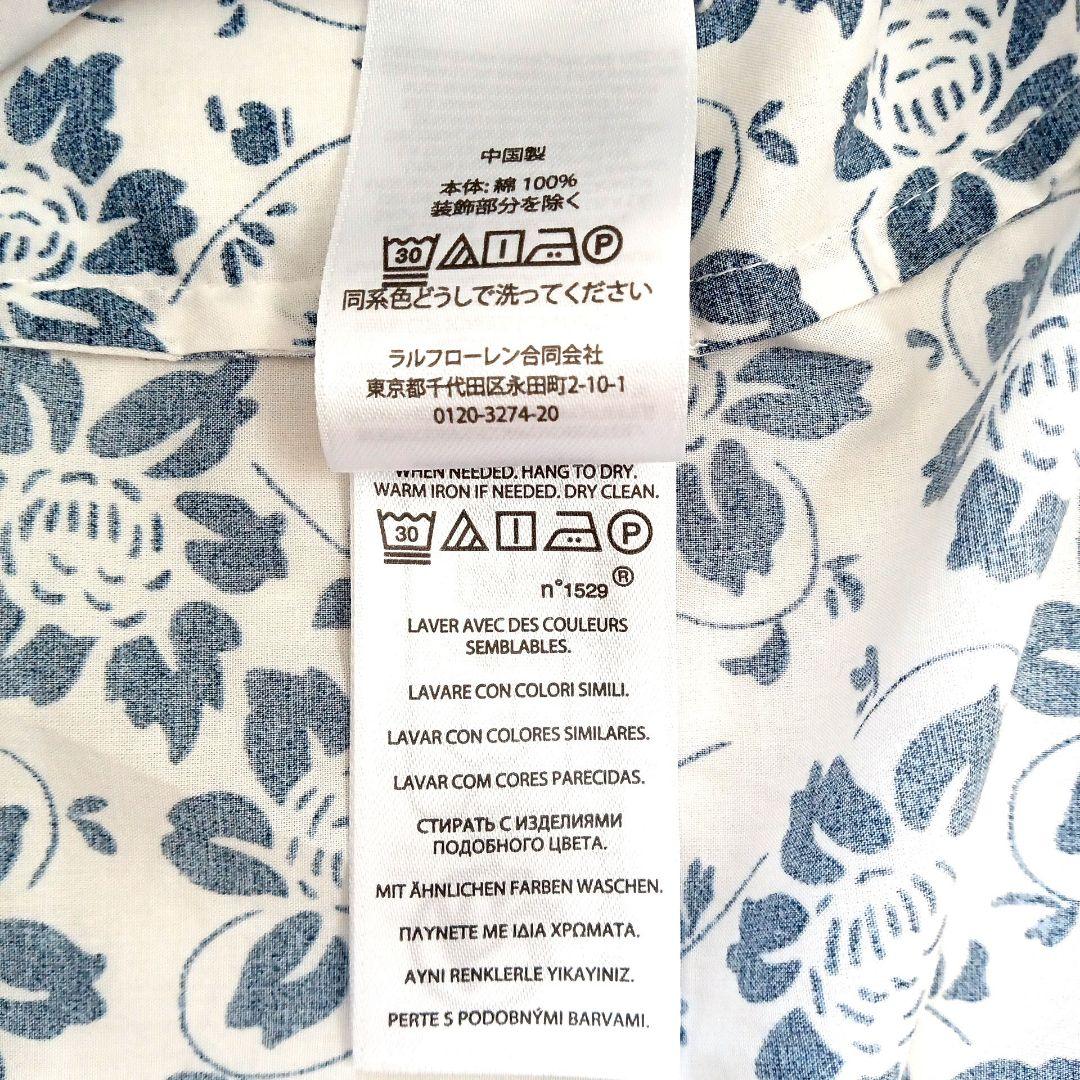 中国製
本体: 綿 100%
装飾部分を除く
30 P
同系色どうしで洗ってください
ラルフローレン合同会社
東京都千代田区永田町2-10-1
0120-3274-20
WHEN NEEDED. HANG TO DRY.
WARM IRON IF NEEDED. DRY CLEAN.
30 P
n°1529®
LAVER AVEC DES COULEURS
SEMBLABLES.
LAVARE CON COLORI SIMILI.
LAVAR CON COLORES SIMILARES.
LAVAR COM CORES PARECIDAS.
СТИРАТЬ С ИЗДЕЛИЯМИ
ПОДОБНОГО ЦВЕТА.
MIT ÄHNLICHEN FARBEN WASCHEN.
ΠΛΥΝΕΤΕ ΜΕ ΙΔΙΑ ΧΡΩΜΑΤΑ.
AYNI RENKLERLE YIKAYINIZ.
PERTE S PODOBNÝMI BARVAMI.